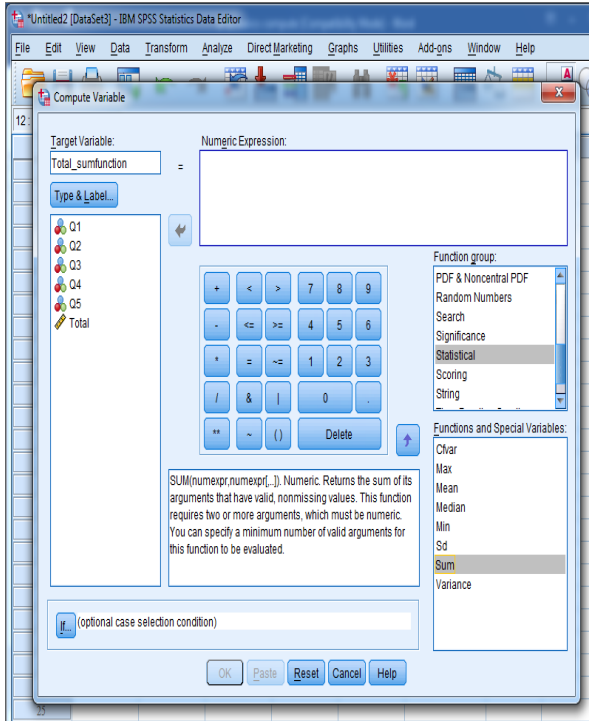 *Untitled2 [DataSet3] - IBM SPSS Statistics Data Editor
File Edit View Data Transform Analyze Direct Marketing Graphs Utilities Add-ons Window Help
A
12 :
Compute Variable
x
Target Variable:
Numeric Expression:
Total_sumfunction
=
Type & Label...
Q1
Q2
Q3
Q4
Q5
Total
+ < > 7 8 9
- <= >= 4 5 6
* = ~= 1 2 3
/ & | 0 .
** ~ ( ) Delete
Function group:
PDF & Noncentral PDF
Random Numbers
Search
Significance
Statistical
Scoring
String
Functions and Special Variables:
Cfvar
Max
Mean
Median
Min
Sd
Sum
Variance
SUM(numexpr,numexpr[,..]). Numeric. Returns the sum of its
arguments that have valid, nonmissing values. This function
requires two or more arguments, which must be numeric.
You can specify a minimum number of valid arguments for
this function to be evaluated.
If... (optional case selection condition)
OK Paste Reset Cancel Help
25